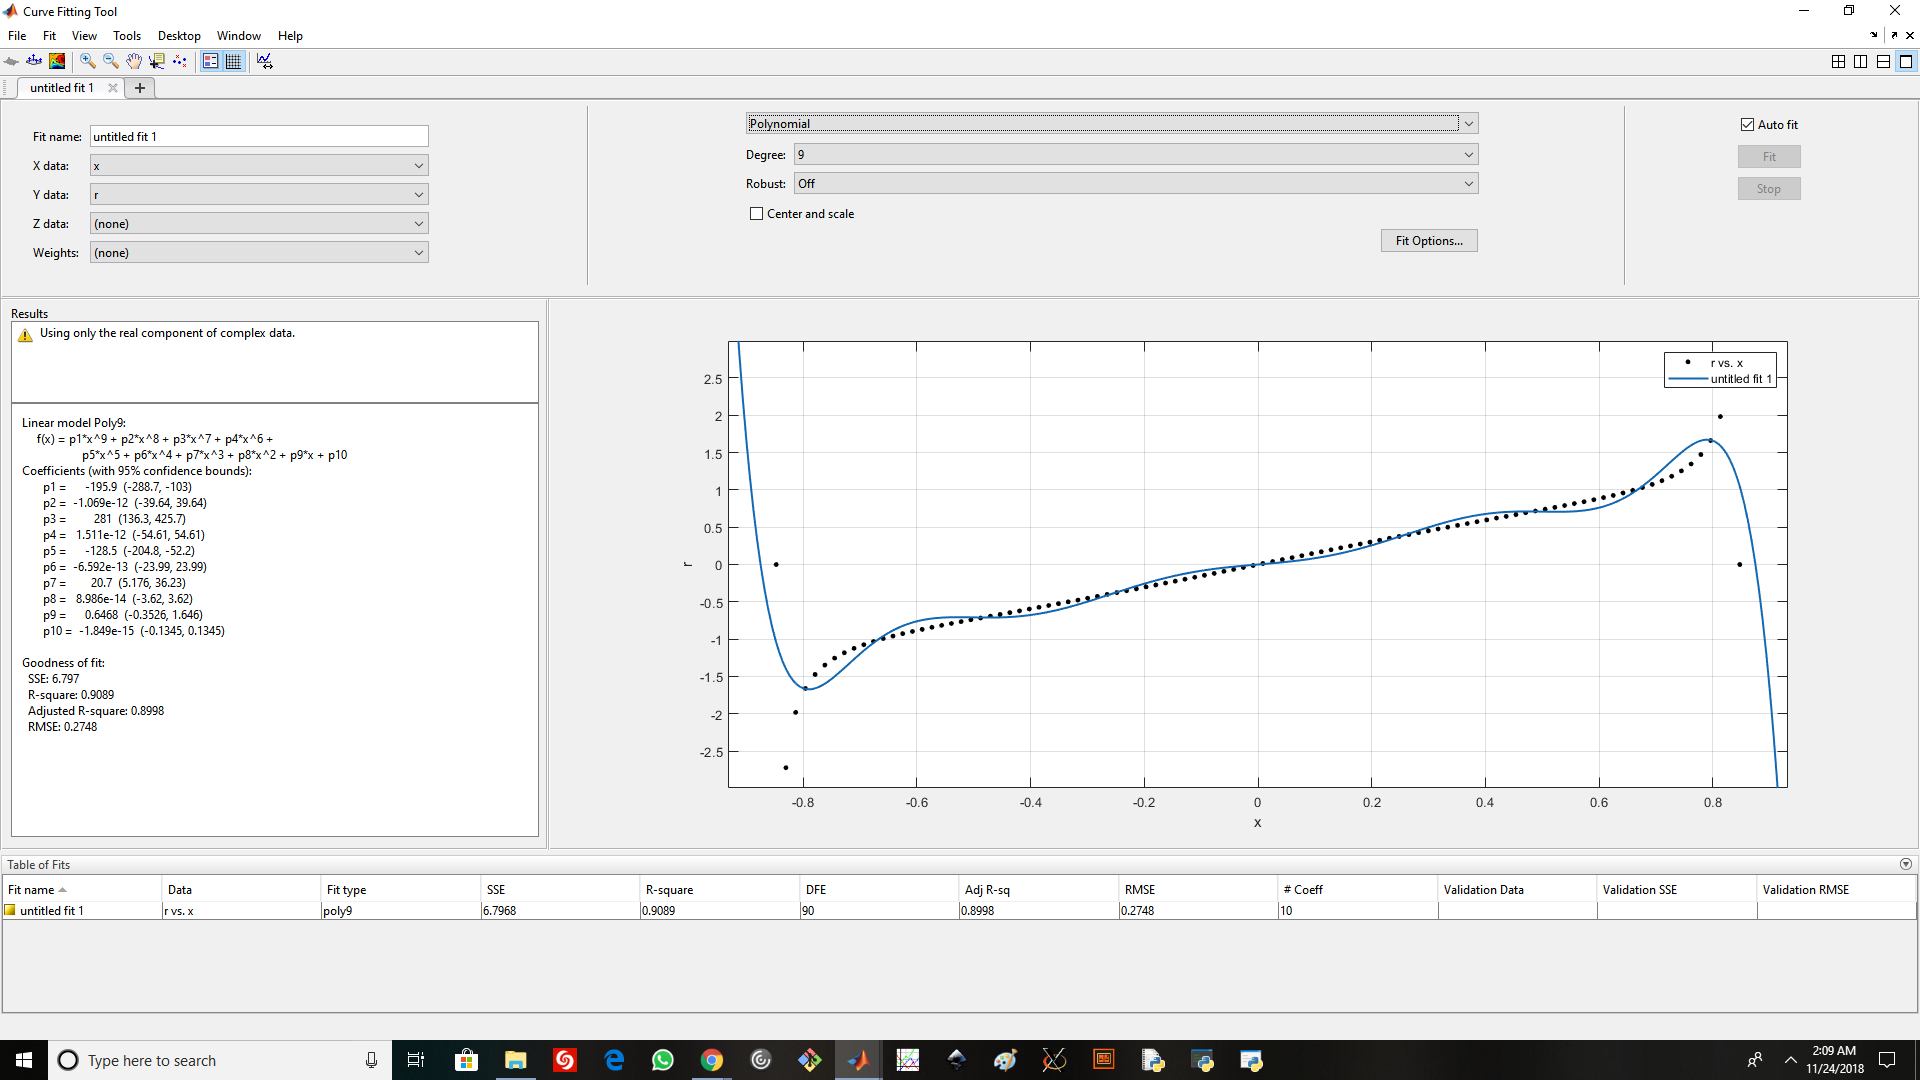 Curve Fitting Tool
File Fit View Tools Desktop Window Help
untitled fit 1
Fit name: untitled fit 1
X data: x
Y data: r
Z data: (none)
Weights: (none)
Polynomial
Degree: 9
Robust: Off
Center and scale
Fit Options...
Auto fit
Fit
Stop
Results
Using only the real component of complex data.
Linear model Poly9:
f(x) = p1*x^9 + p2*x^8 + p3*x^7 + p4*x^6 +
p5*x^5 + p6*x^4 + p7*x^3 + p8*x^2 + p9*x + p10
Coefficients (with 95% confidence bounds):
p1 = -195.9 (-288.7, -103)
p2 = -1.069e-12 (-39.64, 39.64)
p3 = 281 (136.3, 425.7)
p4 = 1.511e-12 (-54.61, 54.61)
p5 = -128.5 (-204.8, -52.2)
p6 = -6.592e-13 (-23.99, 23.99)
p7 = 20.7 (5.176, 36.23)
p8 = 8.986e-14 (-3.62, 3.62)
p9 = 0.6468 (-0.3526, 1.646)
p10 = -1.849e-15 (-0.1345, 0.1345)
Goodness of fit:
SSE: 6.797
R-square: 0.9089
Adjusted R-square: 0.8998
RMSE: 0.2748
r vs. x
untitled fit 1
2.5
2
1.5
1
0.5
0
-0.5
-1
-1.5
-2
-2.5
r
-0.8 -0.6 -0.4 -0.2 0 0.2 0.4 0.6 0.8
x
Table of Fits
Fit name Data Fit type SSE R-square DFE Adj R-sq RMSE # Coeff Validation Data Validation SSE Validation RMSE
untitled fit 1 r vs. x poly9 6.7968 0.9089 90 0.8998 0.2748 10
Type here to search
2:09 AM
11/24/2018